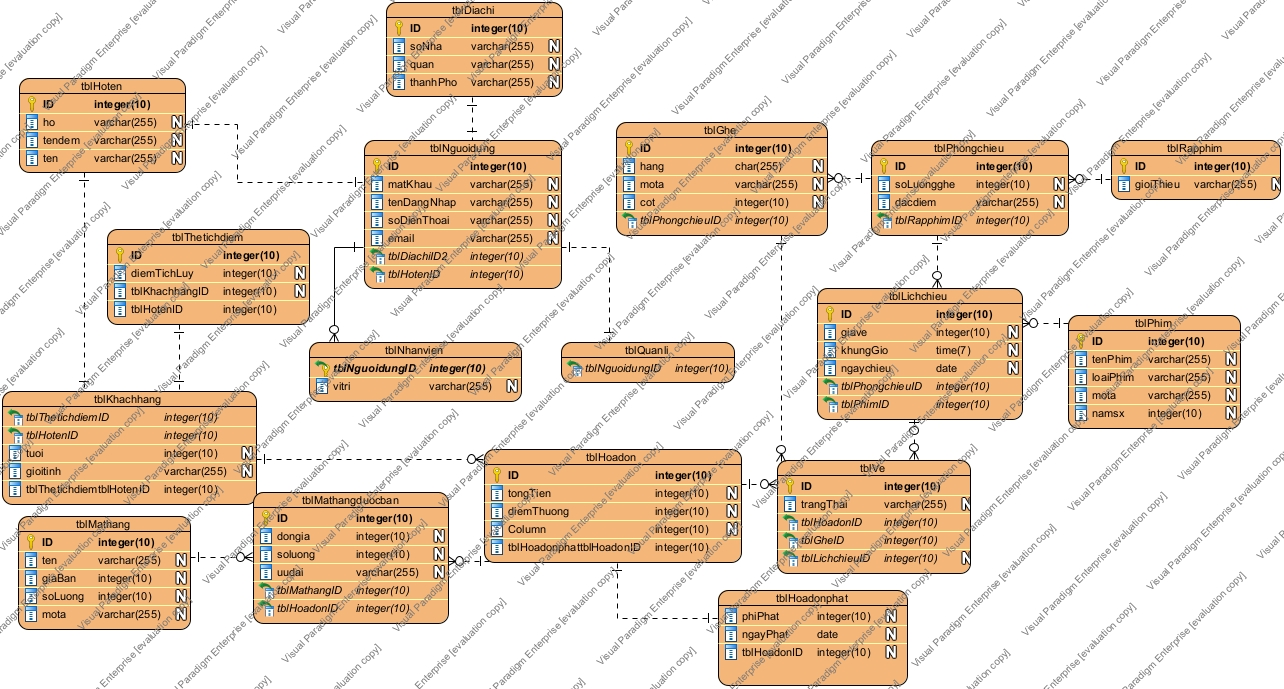 tblDiachi
ID integer(10)
soNha varchar(255) N
quan varchar(255) N
thanhPho varchar(255) N
tblHoten
ID integer(10)
ho varchar(255) N
tendem varchar(255) N
ten varchar(255) N
tblNguoidung
ID integer(10)
matKhau varchar(255) N
tenDangNhap varchar(255) N
soDienThoai varchar(255) N
email varchar(255) N
tblDiachiID2 integer(10)
tblHotenID integer(10)
tblGhe
ID integer(10)
hang char(255) N
mota varchar(255) N
cot integer(10) N
tblPhongchieuID integer(10)
tblPhongchieu
ID integer(10)
soLuongghe integer(10) N
dacdiem varchar(255) N
tblRapphimID integer(10)
tblRapphim
ID integer(10)
gioiThieu varchar(255) N
tblThetichdiem
ID integer(10)
diemTichLuy integer(10) N
tblKhachhangID integer(10) N
tblHotenID integer(10)
tblNhanvien
tblNguoidungID integer(10)
vitri varchar(255) N
tblQuanli
tblNguoidungID integer(10)
tblLichchieu
ID integer(10)
giave integer(10) N
khungGio time(7) N
ngaychieu date N
tblPhongchieuID integer(10)
tblPhimID integer(10)
tblPhim
ID integer(10)
tenPhim varchar(255) N
loaiPhim varchar(255) N
mota varchar(255) N
namsx integer(10) N
tblKhachhang
tblThetichdiemID integer(10)
tblHotenID integer(10)
tuoi integer(10) N
gioitinh varchar(255) N
tblThetichdiemtblHotenID integer(10)
tblHoadon
ID integer(10)
tongTien integer(10) N
diemThuong integer(10) N
Column integer(10) N
tblHoadonphattblHoadonID integer(10)
tblVe
ID integer(10)
trangThai varchar(255) N
tblHoadonID integer(10)
tblGheID integer(10)
tblLichchieuID integer(10) N
tblMathangduocban
ID integer(10)
dongia integer(10) N
soluong integer(10) N
uudai varchar(255) N
tblMathangID integer(10)
tblHoadonID integer(10)
tblMathang
ID integer(10)
ten varchar(255) N
giaBan integer(10) N
soLuong integer(10) N
mota varchar(255) N
tblHoadonphat
phiPhat integer(10) N
ngayPhat date N
tblHoadonID integer(10) N
Visual Paradigm Enterprise [evaluation copy]